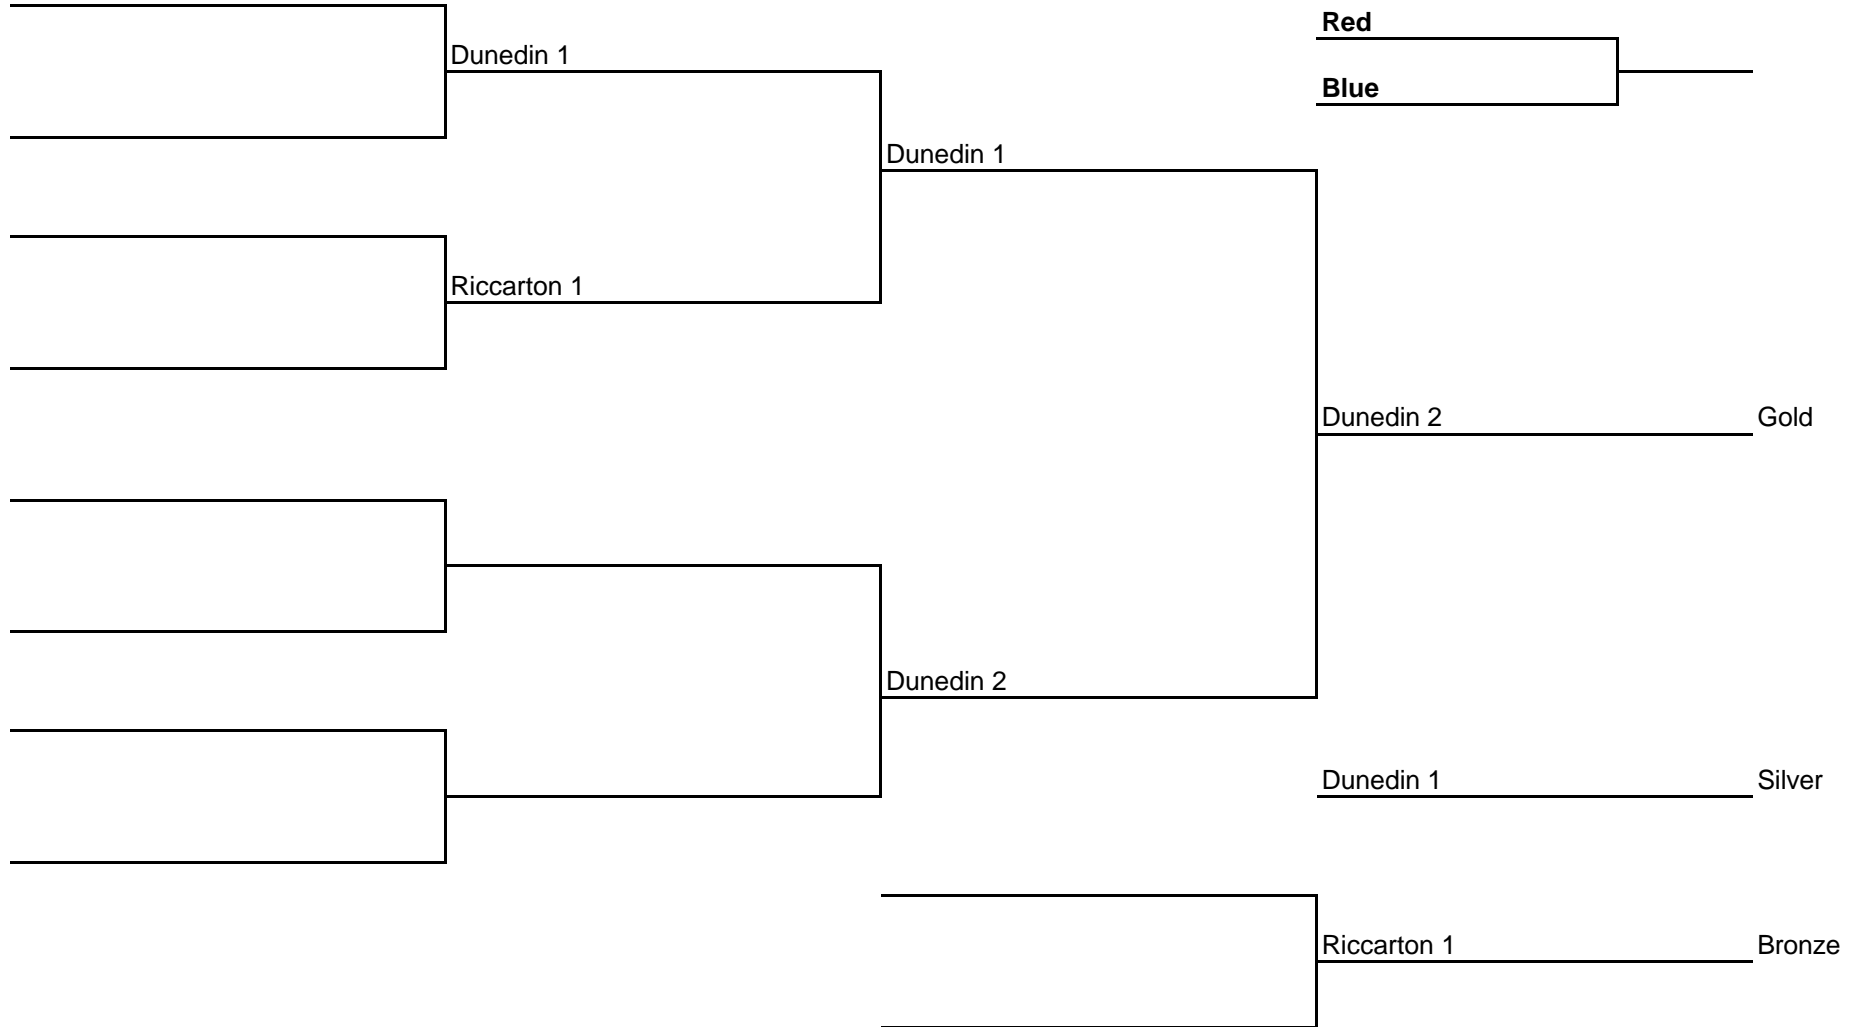 Red
Dunedin 1
Blue
Dunedin 1
Riccarton 1
Dunedin 2 Gold
Dunedin 2
Dunedin 1 Silver
Riccarton 1 Bronze